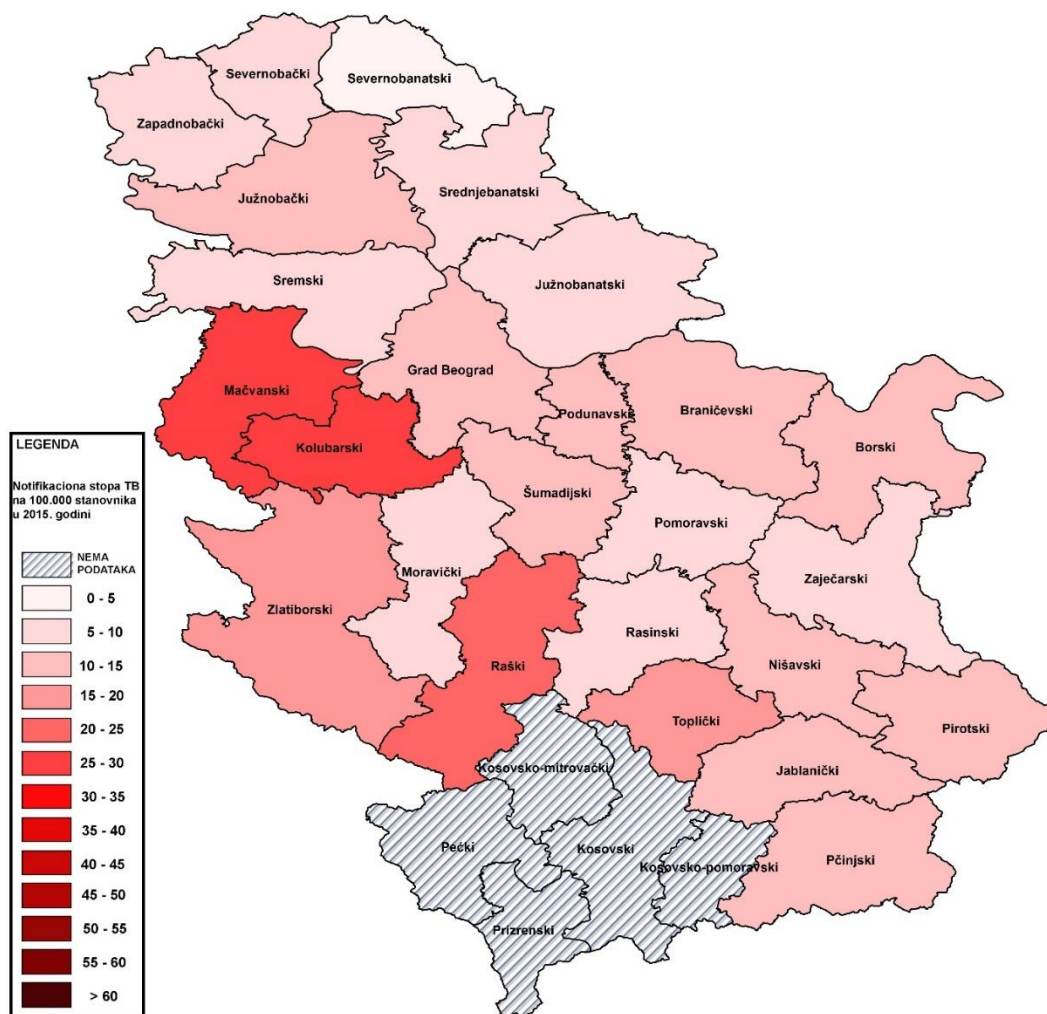 Severnobački
Severnobanatski
Zapadnobački
Srednjebanatski
Južnobački
Sremski
Južnobanatski
Grad Beograd
Mačvanski
Podunavski
Braničevski
Kolubarski
Borski
Šumadijski
Pomoravski
Moravički
Zaječarski
Zlatiborski
Rasinski
Raški
Nišavski
Toplički
Pirotski
Kosovsko-mitrovački
Jablanički
Pećki
Kosovski
Kosovsko-pomoravski
Pčinjski
Prizrenski
LEGENDA
Notifikaciona stopa TB
na 100.000 stanovnika
u 2015. godini
NEMA
PODATAKA
0 - 5
5 - 10
10 - 15
15 - 20
20 - 25
25 - 30
30 - 35
35 - 40
40 - 45
45 - 50
50 - 55
55 - 60
> 60